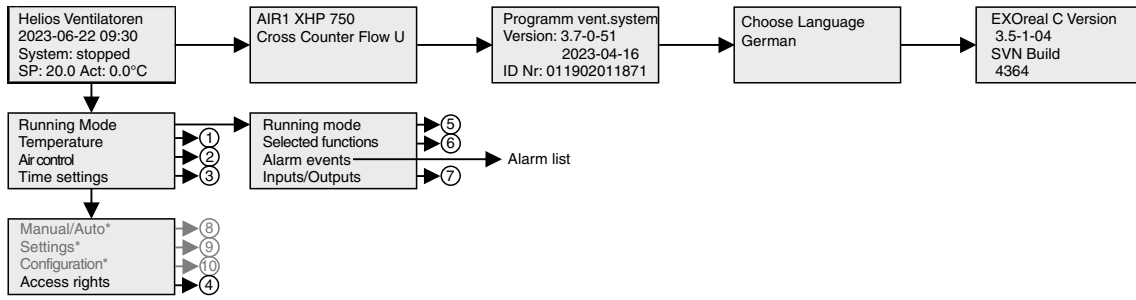 Helios Ventilatoren
2023-06-22 09:30
System: stopped
SP: 20.0 Act: 0.0°C
AIR1 XHP 750
Cross Counter Flow U
Programm vent.system
Version: 3.7-0-51
2023-04-16
ID Nr: 011902011871
Choose Language
German
EXOreal C Version
3.5-1-04
SVN Build
4364
Running Mode
Temperature
Air control
Time settings
1
2
3
Running mode
Selected functions
Alarm events
Inputs/Outputs
5
6
Alarm list
7
Manual/Auto*
Settings*
Configuration*
Access rights
8
9
10
4